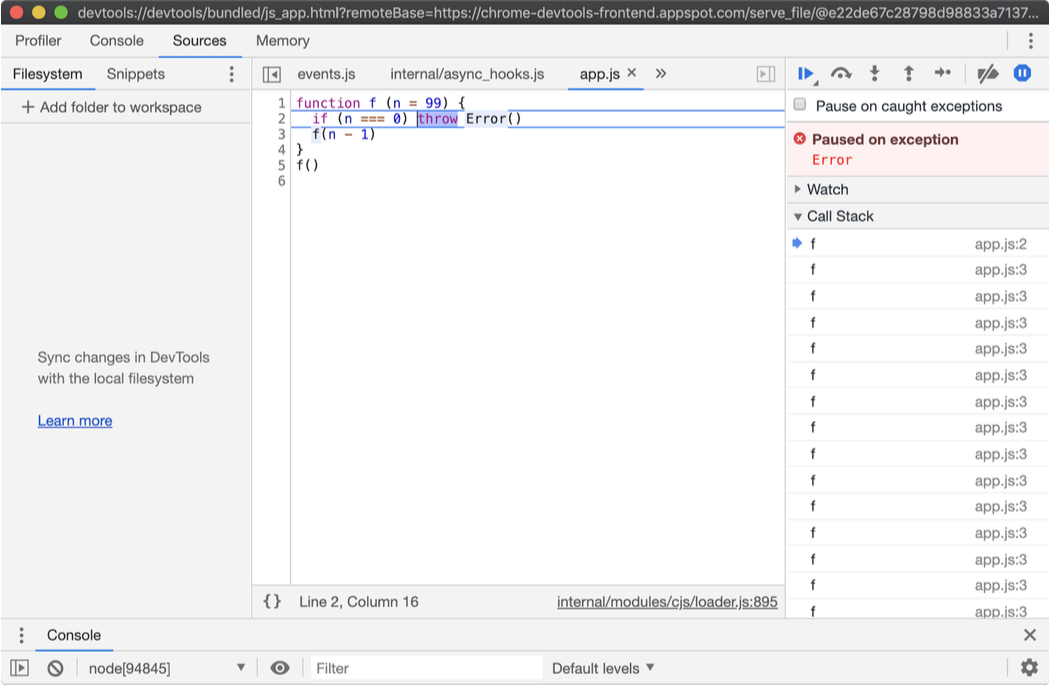 devtools://devtools/bundled/js_app.html?remoteBase=https://chrome-devtools-frontend.appspot.com/serve_file/@e22de67c28798d98833a7137...
Profiler Console Sources Memory
Filesystem Snippets
events.js internal/async_hooks.js app.js ✕ »
+ Add folder to workspace
Sync changes in DevTools
with the local filesystem
Learn more
1 function f (n = 99) {
2 if (n === 0) throw Error()
3 f(n - 1)
4 }
5 f()
6
{} Line 2, Column 16 internal/modules/cjs/loader.js:895
Pause on caught exceptions
Paused on exception
Error
Watch
Call Stack
f app.js:2
f app.js:3
f app.js:3
f app.js:3
f app.js:3
f app.js:3
f app.js:3
f app.js:3
f app.js:3
f app.js:3
f app.js:3
f app.js:3
f app.js:3
f app.js:3
f app.js:3
Console
node[94845] Filter Default levels